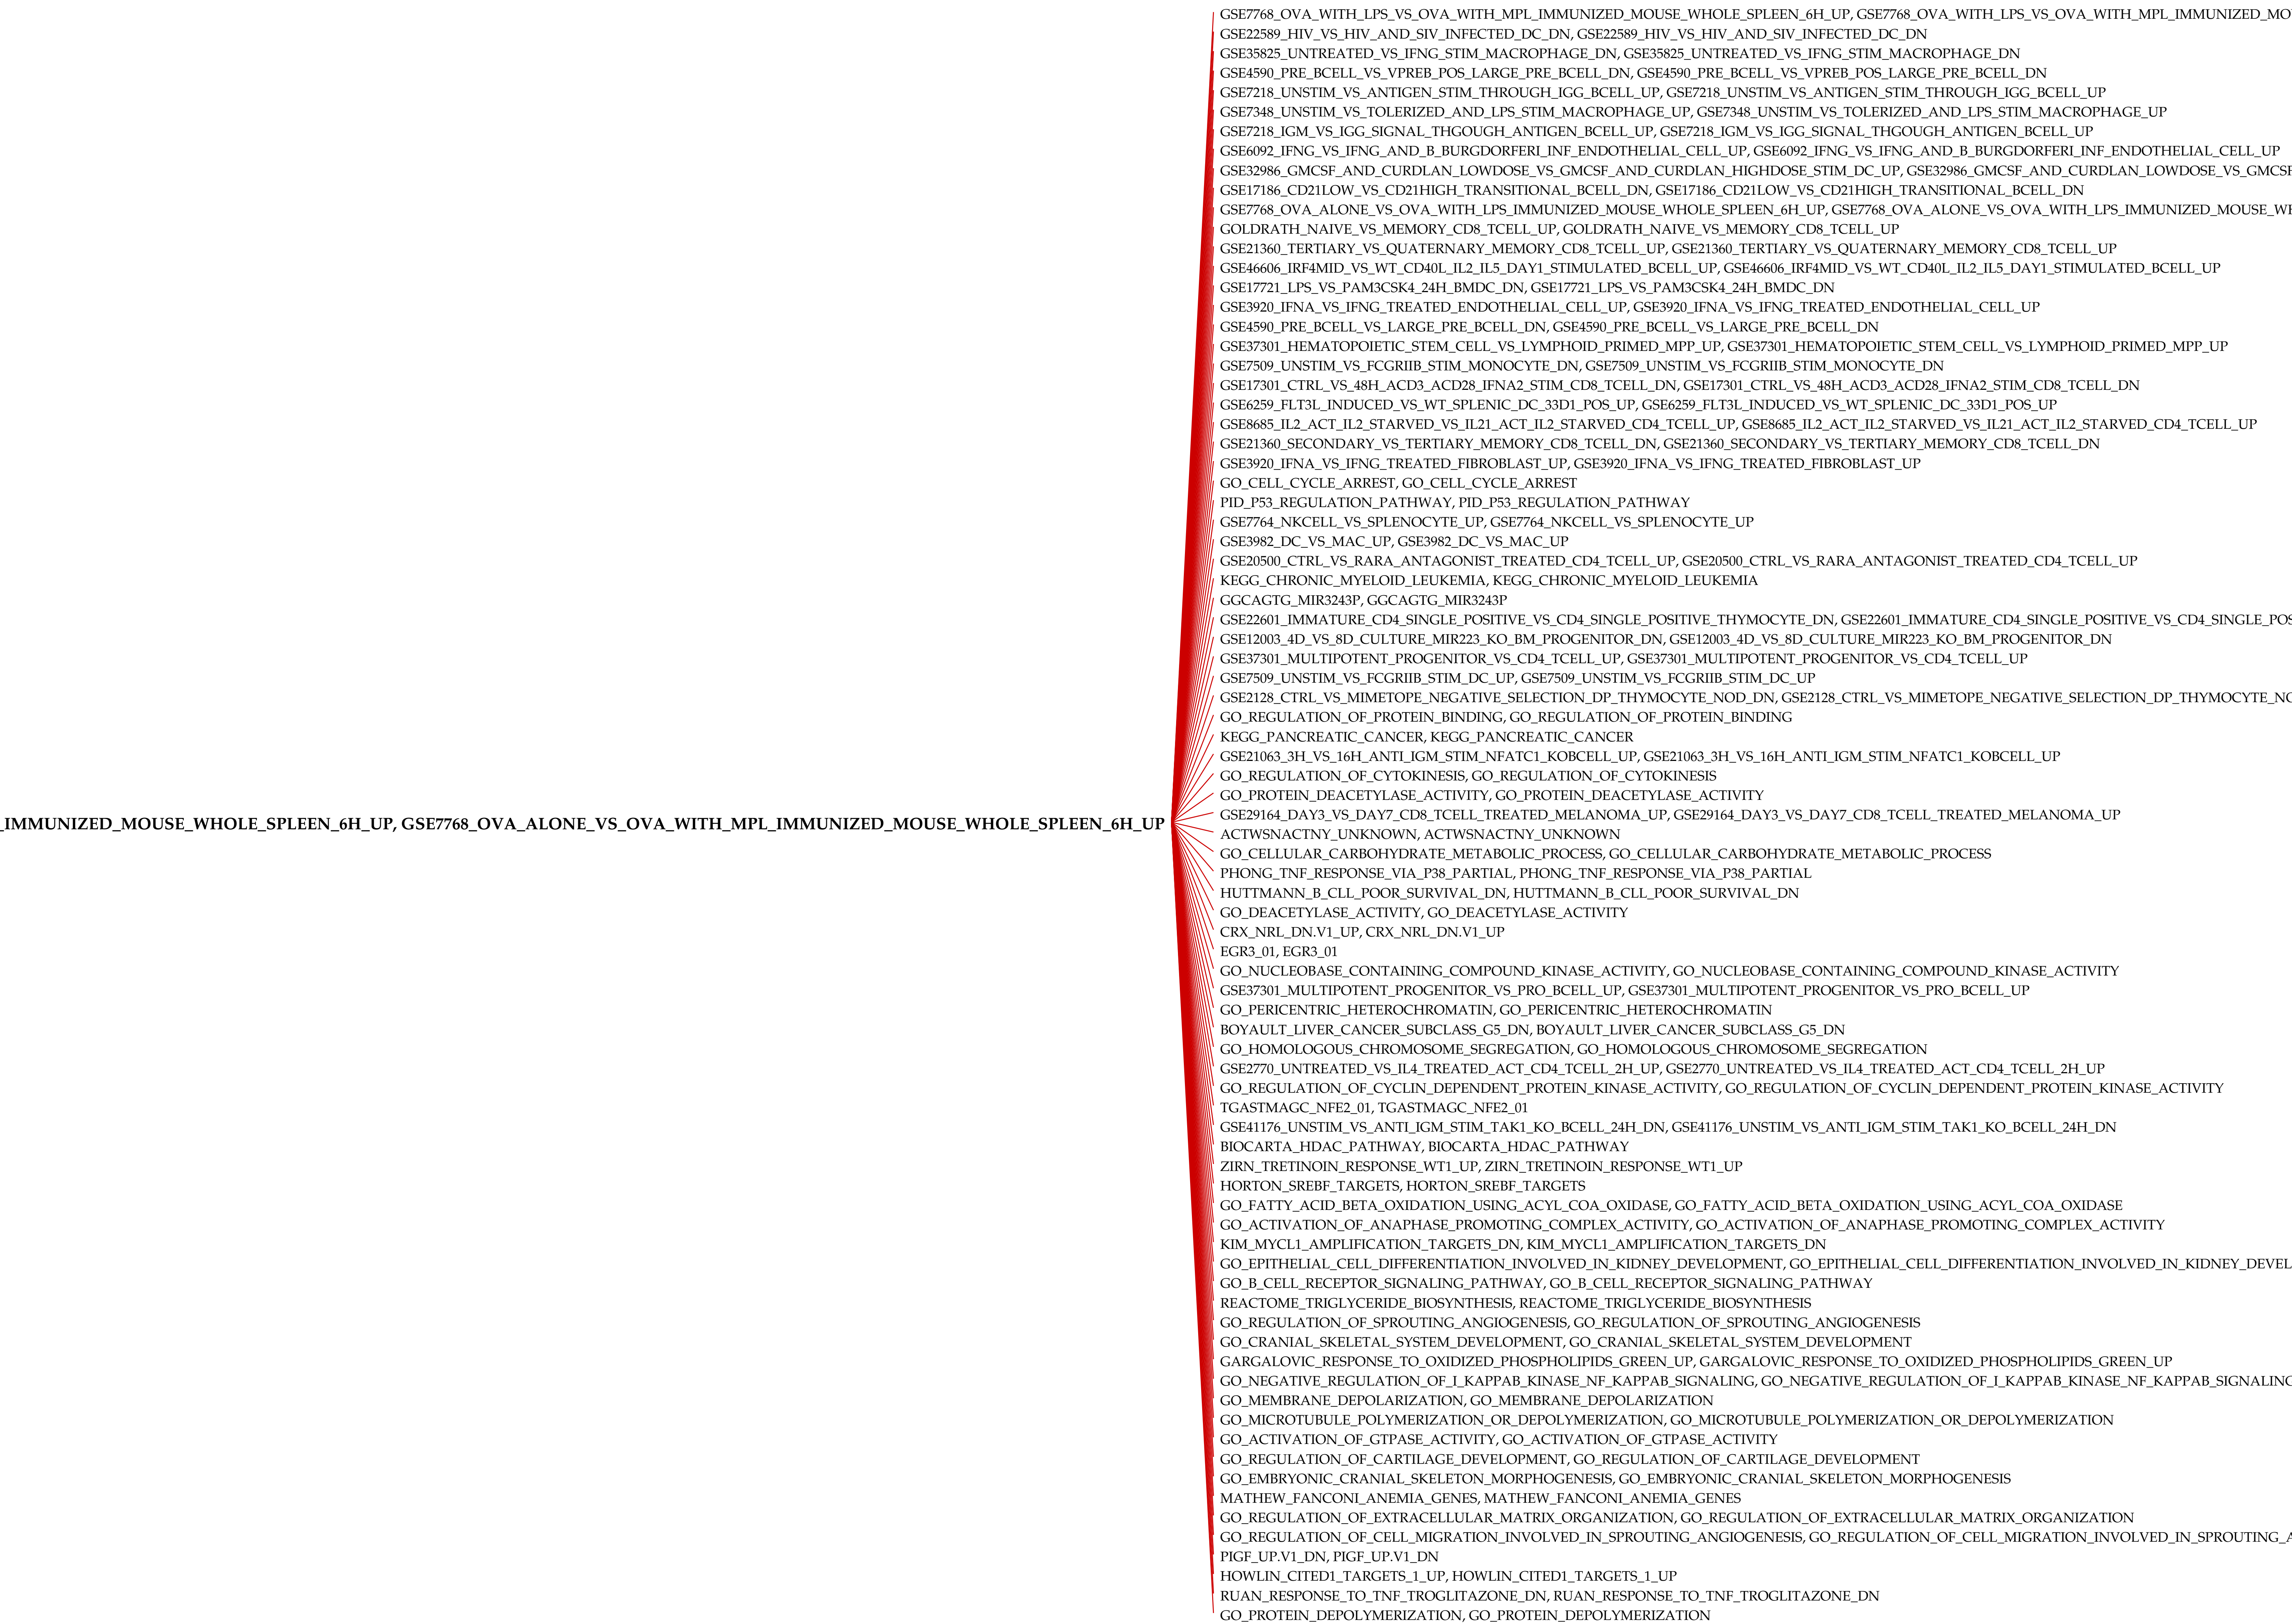 GSE7768_OVA_WITH_LPS_VS_OVA_WITH_MPL_IMMUNIZED_MOUSE_WHOLE_SPLEEN_6H_UP, GSE7768_OVA_WITH_LPS_VS_OVA_WITH_MPL_IMMUNIZED_MO
GSE22589_HIV_VS_HIV_AND_SIV_INFECTED_DC_DN, GSE22589_HIV_VS_HIV_AND_SIV_INFECTED_DC_DN
GSE35825_UNTREATED_VS_IFNG_STIM_MACROPHAGE_DN, GSE35825_UNTREATED_VS_IFNG_STIM_MACROPHAGE_DN
GSE4590_PRE_BCELL_VS_VPREB_POS_LARGE_PRE_BCELL_DN, GSE4590_PRE_BCELL_VS_VPREB_POS_LARGE_PRE_BCELL_DN
GSE7218_UNSTIM_VS_ANTIGEN_STIM_THROUGH_IGG_BCELL_UP, GSE7218_UNSTIM_VS_ANTIGEN_STIM_THROUGH_IGG_BCELL_UP
GSE7348_UNSTIM_VS_TOLERIZED_AND_LPS_STIM_MACROPHAGE_UP, GSE7348_UNSTIM_VS_TOLERIZED_AND_LPS_STIM_MACROPHAGE_UP
GSE7218_IGM_VS_IGG_SIGNAL_THGOUGH_ANTIGEN_BCELL_UP, GSE7218_IGM_VS_IGG_SIGNAL_THGOUGH_ANTIGEN_BCELL_UP
GSE6092_IFNG_VS_IFNG_AND_B_BURGDORFERI_INF_ENDOTHELIAL_CELL_UP, GSE6092_IFNG_VS_IFNG_AND_B_BURGDORFERI_INF_ENDOTHELIAL_CELL_UP
GSE32986_GMCSF_AND_CURDLAN_LOWDOSE_VS_GMCSF_AND_CURDLAN_HIGHDOSE_STIM_DC_UP, GSE32986_GMCSF_AND_CURDLAN_LOWDOSE_VS_GMCSF
GSE17186_CD21LOW_VS_CD21HIGH_TRANSITIONAL_BCELL_DN, GSE17186_CD21LOW_VS_CD21HIGH_TRANSITIONAL_BCELL_DN
GSE7768_OVA_ALONE_VS_OVA_WITH_LPS_IMMUNIZED_MOUSE_WHOLE_SPLEEN_6H_UP, GSE7768_OVA_ALONE_VS_OVA_WITH_LPS_IMMUNIZED_MOUSE_WH
GOLDRATH_NAIVE_VS_MEMORY_CD8_TCELL_UP, GOLDRATH_NAIVE_VS_MEMORY_CD8_TCELL_UP
GSE21360_TERTIARY_VS_QUATERNARY_MEMORY_CD8_TCELL_UP, GSE21360_TERTIARY_VS_QUATERNARY_MEMORY_CD8_TCELL_UP
GSE46606_IRF4MID_VS_WT_CD40L_IL2_IL5_DAY1_STIMULATED_BCELL_UP, GSE46606_IRF4MID_VS_WT_CD40L_IL2_IL5_DAY1_STIMULATED_BCELL_UP
GSE17721_LPS_VS_PAM3CSK4_24H_BMDC_DN, GSE17721_LPS_VS_PAM3CSK4_24H_BMDC_DN
GSE3920_IFNA_VS_IFNG_TREATED_ENDOTHELIAL_CELL_UP, GSE3920_IFNA_VS_IFNG_TREATED_ENDOTHELIAL_CELL_UP
GSE4590_PRE_BCELL_VS_LARGE_PRE_BCELL_DN, GSE4590_PRE_BCELL_VS_LARGE_PRE_BCELL_DN
GSE37301_HEMATOPOIETIC_STEM_CELL_VS_LYMPHOID_PRIMED_MPP_UP, GSE37301_HEMATOPOIETIC_STEM_CELL_VS_LYMPHOID_PRIMED_MPP_UP
GSE7509_UNSTIM_VS_FCGRIIB_STIM_MONOCYTE_DN, GSE7509_UNSTIM_VS_FCGRIIB_STIM_MONOCYTE_DN
GSE17301_CTRL_VS_48H_ACD3_ACD28_IFNA2_STIM_CD8_TCELL_DN, GSE17301_CTRL_VS_48H_ACD3_ACD28_IFNA2_STIM_CD8_TCELL_DN
GSE6259_FLT3L_INDUCED_VS_WT_SPLENIC_DC_33D1_POS_UP, GSE6259_FLT3L_INDUCED_VS_WT_SPLENIC_DC_33D1_POS_UP
GSE8685_IL2_ACT_IL2_STARVED_VS_IL21_ACT_IL2_STARVED_CD4_TCELL_UP, GSE8685_IL2_ACT_IL2_STARVED_VS_IL21_ACT_IL2_STARVED_CD4_TCELL_UP
GSE21360_SECONDARY_VS_TERTIARY_MEMORY_CD8_TCELL_DN, GSE21360_SECONDARY_VS_TERTIARY_MEMORY_CD8_TCELL_DN
GSE3920_IFNA_VS_IFNG_TREATED_FIBROBLAST_UP, GSE3920_IFNA_VS_IFNG_TREATED_FIBROBLAST_UP
GO_CELL_CYCLE_ARREST, GO_CELL_CYCLE_ARREST
PID_P53_REGULATION_PATHWAY, PID_P53_REGULATION_PATHWAY
GSE7764_NKCELL_VS_SPLENOCYTE_UP, GSE7764_NKCELL_VS_SPLENOCYTE_UP
GSE3982_DC_VS_MAC_UP, GSE3982_DC_VS_MAC_UP
GSE20500_CTRL_VS_RARA_ANTAGONIST_TREATED_CD4_TCELL_UP, GSE20500_CTRL_VS_RARA_ANTAGONIST_TREATED_CD4_TCELL_UP
KEGG_CHRONIC_MYELOID_LEUKEMIA, KEGG_CHRONIC_MYELOID_LEUKEMIA
GGCAGTG_MIR3243P, GGCAGTG_MIR3243P
GSE22601_IMMATURE_CD4_SINGLE_POSITIVE_VS_CD4_SINGLE_POSITIVE_THYMOCYTE_DN, GSE22601_IMMATURE_CD4_SINGLE_POSITIVE_VS_CD4_SINGLE_POS
GSE12003_4D_VS_8D_CULTURE_MIR223_KO_BM_PROGENITOR_DN, GSE12003_4D_VS_8D_CULTURE_MIR223_KO_BM_PROGENITOR_DN
GSE37301_MULTIPOTENT_PROGENITOR_VS_CD4_TCELL_UP, GSE37301_MULTIPOTENT_PROGENITOR_VS_CD4_TCELL_UP
GSE7509_UNSTIM_VS_FCGRIIB_STIM_DC_UP, GSE7509_UNSTIM_VS_FCGRIIB_STIM_DC_UP
GSE2128_CTRL_VS_MIMETOPE_NEGATIVE_SELECTION_DP_THYMOCYTE_NOD_DN, GSE2128_CTRL_VS_MIMETOPE_NEGATIVE_SELECTION_DP_THYMOCYTE_NO
GO_REGULATION_OF_PROTEIN_BINDING, GO_REGULATION_OF_PROTEIN_BINDING
KEGG_PANCREATIC_CANCER, KEGG_PANCREATIC_CANCER
GSE21063_3H_VS_16H_ANTI_IGM_STIM_NFATC1_KOBCELL_UP, GSE21063_3H_VS_16H_ANTI_IGM_STIM_NFATC1_KOBCELL_UP
GO_REGULATION_OF_CYTOKINESIS, GO_REGULATION_OF_CYTOKINESIS
GO_PROTEIN_DEACETYLASE_ACTIVITY, GO_PROTEIN_DEACETYLASE_ACTIVITY
GSE29164_DAY3_VS_DAY7_CD8_TCELL_TREATED_MELANOMA_UP, GSE29164_DAY3_VS_DAY7_CD8_TCELL_TREATED_MELANOMA_UP
_IMMUNIZED_MOUSE_WHOLE_SPLEEN_6H_UP, GSE7768_OVA_ALONE_VS_OVA_WITH_MPL_IMMUNIZED_MOUSE_WHOLE_SPLEEN_6H_UP
ACTWSNACTNY_UNKNOWN, ACTWSNACTNY_UNKNOWN
GO_CELLULAR_CARBOHYDRATE_METABOLIC_PROCESS, GO_CELLULAR_CARBOHYDRATE_METABOLIC_PROCESS
PHONG_TNF_RESPONSE_VIA_P38_PARTIAL, PHONG_TNF_RESPONSE_VIA_P38_PARTIAL
HUTTMANN_B_CLL_POOR_SURVIVAL_DN, HUTTMANN_B_CLL_POOR_SURVIVAL_DN
GO_DEACETYLASE_ACTIVITY, GO_DEACETYLASE_ACTIVITY
CRX_NRL_DN.V1_UP, CRX_NRL_DN.V1_UP
EGR3_01, EGR3_01
GO_NUCLEOBASE_CONTAINING_COMPOUND_KINASE_ACTIVITY, GO_NUCLEOBASE_CONTAINING_COMPOUND_KINASE_ACTIVITY
GSE37301_MULTIPOTENT_PROGENITOR_VS_PRO_BCELL_UP, GSE37301_MULTIPOTENT_PROGENITOR_VS_PRO_BCELL_UP
GO_PERICENTRIC_HETEROCHROMATIN, GO_PERICENTRIC_HETEROCHROMATIN
BOYAULT_LIVER_CANCER_SUBCLASS_G5_DN, BOYAULT_LIVER_CANCER_SUBCLASS_G5_DN
GO_HOMOLOGOUS_CHROMOSOME_SEGREGATION, GO_HOMOLOGOUS_CHROMOSOME_SEGREGATION
GSE2770_UNTREATED_VS_IL4_TREATED_ACT_CD4_TCELL_2H_UP, GSE2770_UNTREATED_VS_IL4_TREATED_ACT_CD4_TCELL_2H_UP
GO_REGULATION_OF_CYCLIN_DEPENDENT_PROTEIN_KINASE_ACTIVITY, GO_REGULATION_OF_CYCLIN_DEPENDENT_PROTEIN_KINASE_ACTIVITY
TGASTMAGC_NFE2_01, TGASTMAGC_NFE2_01
GSE41176_UNSTIM_VS_ANTI_IGM_STIM_TAK1_KO_BCELL_24H_DN, GSE41176_UNSTIM_VS_ANTI_IGM_STIM_TAK1_KO_BCELL_24H_DN
BIOCARTA_HDAC_PATHWAY, BIOCARTA_HDAC_PATHWAY
ZIRN_TRETINOIN_RESPONSE_WT1_UP, ZIRN_TRETINOIN_RESPONSE_WT1_UP
HORTON_SREBF_TARGETS, HORTON_SREBF_TARGETS
GO_FATTY_ACID_BETA_OXIDATION_USING_ACYL_COA_OXIDASE, GO_FATTY_ACID_BETA_OXIDATION_USING_ACYL_COA_OXIDASE
GO_ACTIVATION_OF_ANAPHASE_PROMOTING_COMPLEX_ACTIVITY, GO_ACTIVATION_OF_ANAPHASE_PROMOTING_COMPLEX_ACTIVITY
KIM_MYCL1_AMPLIFICATION_TARGETS_DN, KIM_MYCL1_AMPLIFICATION_TARGETS_DN
GO_EPITHELIAL_CELL_DIFFERENTIATION_INVOLVED_IN_KIDNEY_DEVELOPMENT, GO_EPITHELIAL_CELL_DIFFERENTIATION_INVOLVED_IN_KIDNEY_DEVEL
GO_B_CELL_RECEPTOR_SIGNALING_PATHWAY, GO_B_CELL_RECEPTOR_SIGNALING_PATHWAY
REACTOME_TRIGLYCERIDE_BIOSYNTHESIS, REACTOME_TRIGLYCERIDE_BIOSYNTHESIS
GO_REGULATION_OF_SPROUTING_ANGIOGENESIS, GO_REGULATION_OF_SPROUTING_ANGIOGENESIS
GO_CRANIAL_SKELETAL_SYSTEM_DEVELOPMENT, GO_CRANIAL_SKELETAL_SYSTEM_DEVELOPMENT
GARGALOVIC_RESPONSE_TO_OXIDIZED_PHOSPHOLIPIDS_GREEN_UP, GARGALOVIC_RESPONSE_TO_OXIDIZED_PHOSPHOLIPIDS_GREEN_UP
GO_NEGATIVE_REGULATION_OF_I_KAPPAB_KINASE_NF_KAPPAB_SIGNALING, GO_NEGATIVE_REGULATION_OF_I_KAPPAB_KINASE_NF_KAPPAB_SIGNALING
GO_MEMBRANE_DEPOLARIZATION, GO_MEMBRANE_DEPOLARIZATION
GO_MICROTUBULE_POLYMERIZATION_OR_DEPOLYMERIZATION, GO_MICROTUBULE_POLYMERIZATION_OR_DEPOLYMERIZATION
GO_ACTIVATION_OF_GTPASE_ACTIVITY, GO_ACTIVATION_OF_GTPASE_ACTIVITY
GO_REGULATION_OF_CARTILAGE_DEVELOPMENT, GO_REGULATION_OF_CARTILAGE_DEVELOPMENT
GO_EMBRYONIC_CRANIAL_SKELETON_MORPHOGENESIS, GO_EMBRYONIC_CRANIAL_SKELETON_MORPHOGENESIS
MATHEW_FANCONI_ANEMIA_GENES, MATHEW_FANCONI_ANEMIA_GENES
GO_REGULATION_OF_EXTRACELLULAR_MATRIX_ORGANIZATION, GO_REGULATION_OF_EXTRACELLULAR_MATRIX_ORGANIZATION
GO_REGULATION_OF_CELL_MIGRATION_INVOLVED_IN_SPROUTING_ANGIOGENESIS, GO_REGULATION_OF_CELL_MIGRATION_INVOLVED_IN_SPROUTING_A
PIGF_UP.V1_DN, PIGF_UP.V1_DN
HOWLIN_CITED1_TARGETS_1_UP, HOWLIN_CITED1_TARGETS_1_UP
RUAN_RESPONSE_TO_TNF_TROGLITAZONE_DN, RUAN_RESPONSE_TO_TNF_TROGLITAZONE_DN
GO_PROTEIN_DEPOLYMERIZATION, GO_PROTEIN_DEPOLYMERIZATION